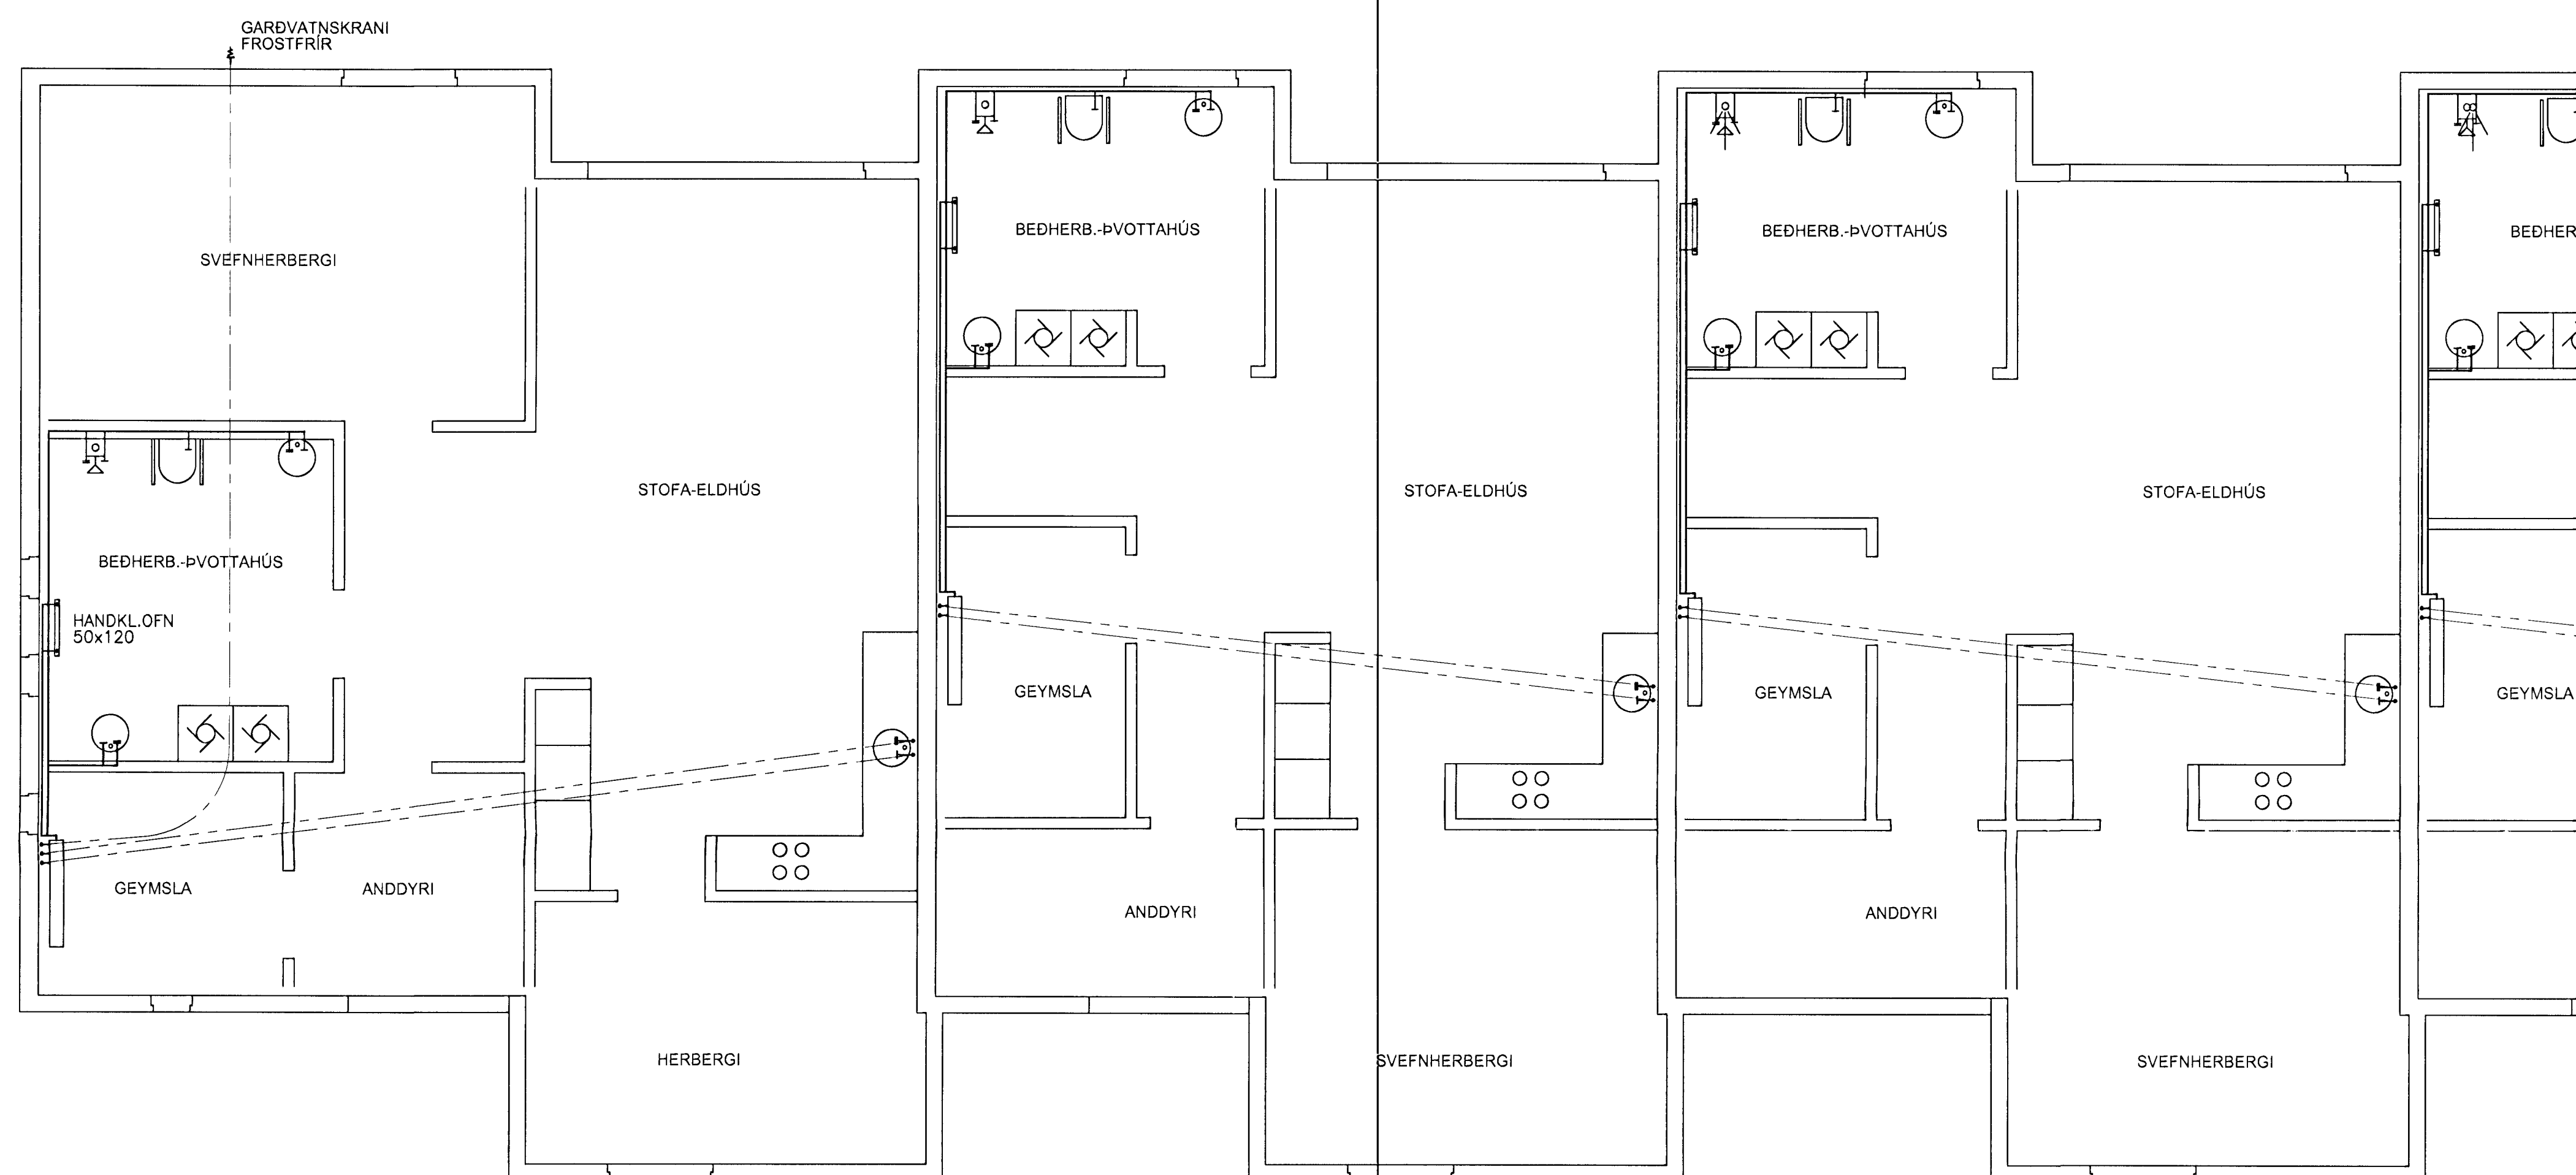 GARÐVATNSKRANI
FROSTFRÍR
SVEFNHERBERGI
BEÐHERB.-ÞVOTTAHÚS
HANDKL.OFN
50x120
GEYMSLA
ANDDYRI
STOFA-ELDHÚS
HERBERGI
BEÐHERB.-ÞVOTTAHÚS
STOFA-ELDHÚS
GEYMSLA
ANDDYRI
SVEFNHERBERGI
BEÐHERB.-ÞVOTTAHÚS
STOFA-ELDHÚS
GEYMSLA
ANDDYRI
SVEFNHERBERGI
BEÐHER
GEYMSLA